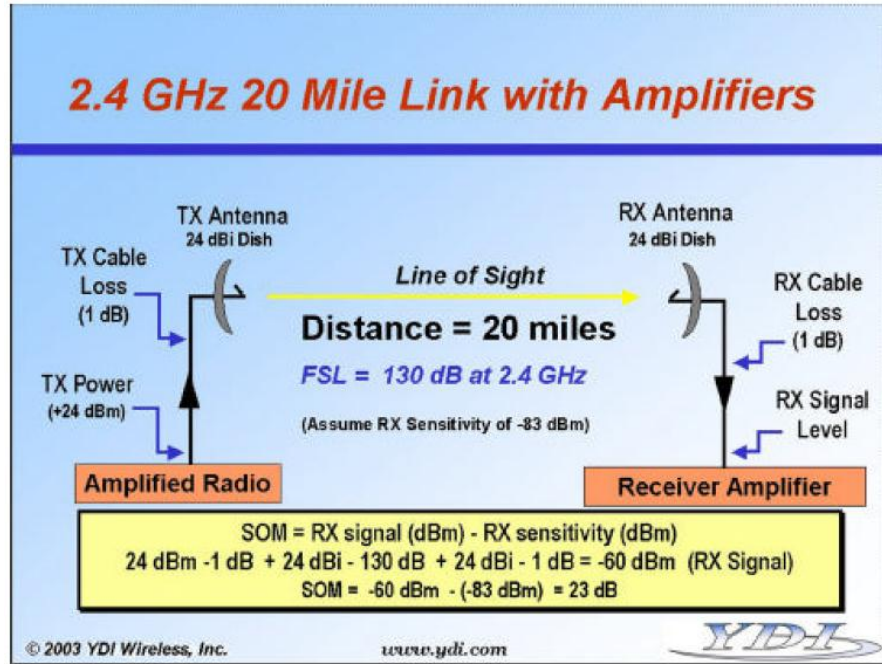 2.4 GHz 20 Mile Link with Amplifiers
TX Antenna
24 dBi Dish
RX Antenna
24 dBi Dish
TX Cable
Loss
(1 dB)
Line of Sight
RX Cable
Loss
(1 dB)
Distance = 20 miles
FSL = 130 dB at 2.4 GHz
TX Power
(+24 dBm)
(Assume RX Sensitivity of -83 dBm)
RX Signal
Level
Amplified Radio
Receiver Amplifier
SOM = RX signal (dBm) - RX sensitivity (dBm)
24 dBm -1 dB + 24 dBi - 130 dB + 24 dBi - 1 dB = -60 dBm (RX Signal)
SOM = -60 dBm - (-83 dBm) = 23 dB
© 2003 YDI Wireless, Inc.
www.ydi.com
YDI